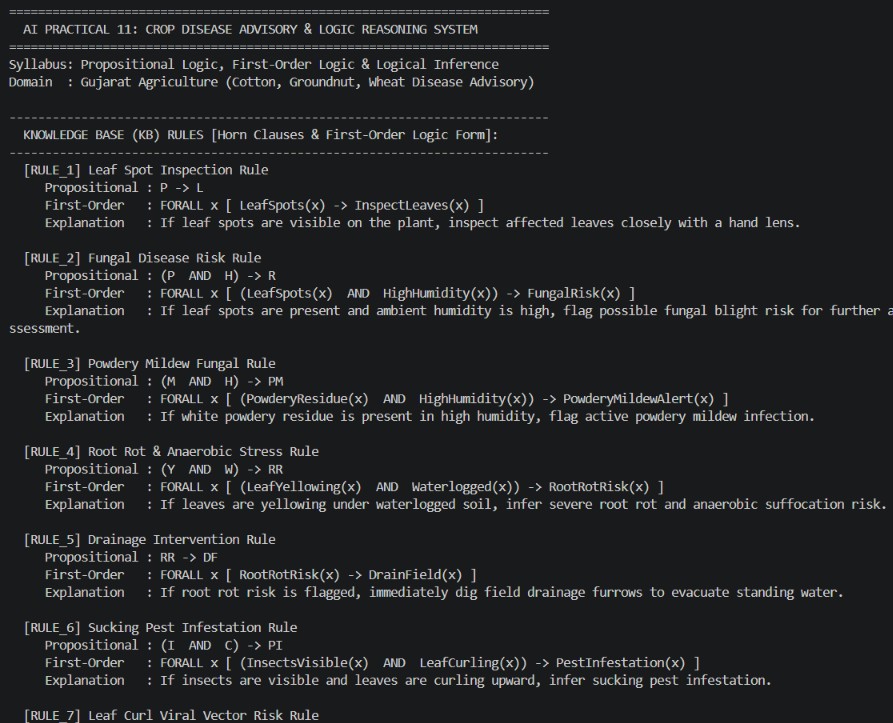 ==========================================================================
AI PRACTICAL 11: CROP DISEASE ADVISORY & LOGIC REASONING SYSTEM
==========================================================================
Syllabus: Propositional Logic, First-Order Logic & Logical Inference
Domain  : Gujarat Agriculture (Cotton, Groundnut, Wheat Disease Advisory)
--------------------------------------------------------------------------
KNOWLEDGE BASE (KB) RULES [Horn Clauses & First-Order Logic Form]:
--------------------------------------------------------------------------
[RULE_1] Leaf Spot Inspection Rule
Propositional : P -> L
First-Order   : FORALL x [ LeafSpots(x) -> InspectLeaves(x) ]
Explanation   : If leaf spots are visible on the plant, inspect affected leaves closely with a hand lens.
[RULE_2] Fungal Disease Risk Rule
Propositional : (P  AND  H) -> R
First-Order   : FORALL x [ (LeafSpots(x)  AND  HighHumidity(x)) -> FungalRisk(x) ]
Explanation   : If leaf spots are present and ambient humidity is high, flag possible fungal blight risk for further a
ssessment.
[RULE_3] Powdery Mildew Fungal Rule
Propositional : (M  AND  H) -> PM
First-Order   : FORALL x [ (PowderyResidue(x)  AND  HighHumidity(x)) -> PowderyMildewAlert(x) ]
Explanation   : If white powdery residue is present in high humidity, flag active powdery mildew infection.
[RULE_4] Root Rot & Anaerobic Stress Rule
Propositional : (Y  AND  W) -> RR
First-Order   : FORALL x [ (LeafYellowing(x)  AND  Waterlogged(x)) -> RootRotRisk(x) ]
Explanation   : If leaves are yellowing under waterlogged soil, infer severe root rot and anaerobic suffocation risk.
[RULE_5] Drainage Intervention Rule
Propositional : RR -> DF
First-Order   : FORALL x [ RootRotRisk(x) -> DrainField(x) ]
Explanation   : If root rot risk is flagged, immediately dig field drainage furrows to evacuate standing water.
[RULE_6] Sucking Pest Infestation Rule
Propositional : (I  AND  C) -> PI
First-Order   : FORALL x [ (InsectsVisible(x)  AND  LeafCurling(x)) -> PestInfestation(x) ]
Explanation   : If insects are visible and leaves are curling upward, infer sucking pest infestation.
[RULE_7] Leaf Curl Viral Vector Risk Rule